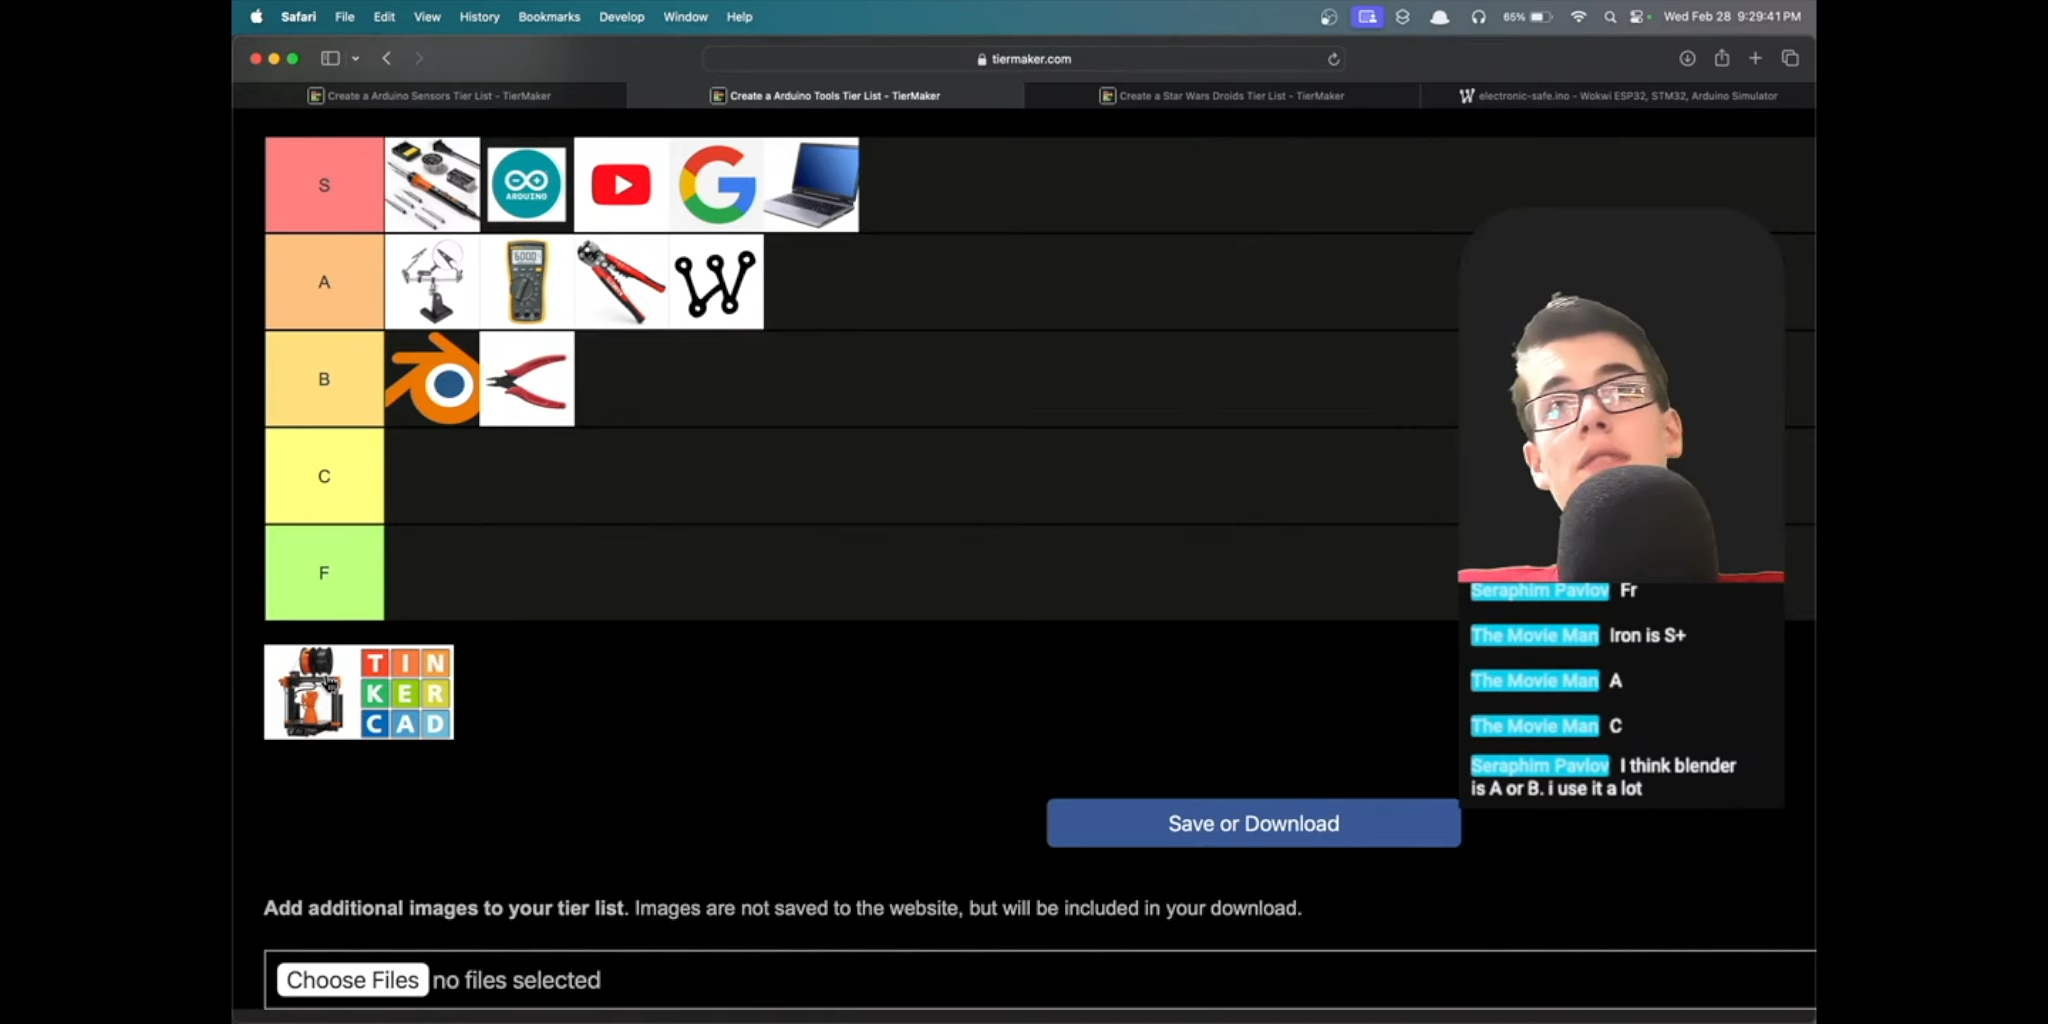 Safari File Edit View History Bookmarks Develop Window Help 65% Wed Feb 28 9:29:41 PM
tiermaker.com
Create a Arduino Sensors Tier List - TierMaker
Create a Arduino Tools Tier List - TierMaker
Create a Star Wars Droids Tier List - TierMaker
W electronic-safe.ino - Wokwi ESP32, STM32, Arduino Simulator
S
ARDUINO
G
A
600.0
W
B
C
F
TIN
KER
CAD
Seraphim Pavlov Fr
The Movie Man Iron is S+
The Movie Man A
The Movie Man C
Seraphim Pavlov I think blender
is A or B. i use it a lot
Save or Download
Add additional images to your tier list. Images are not saved to the website, but will be included in your download.
Choose Files no files selected